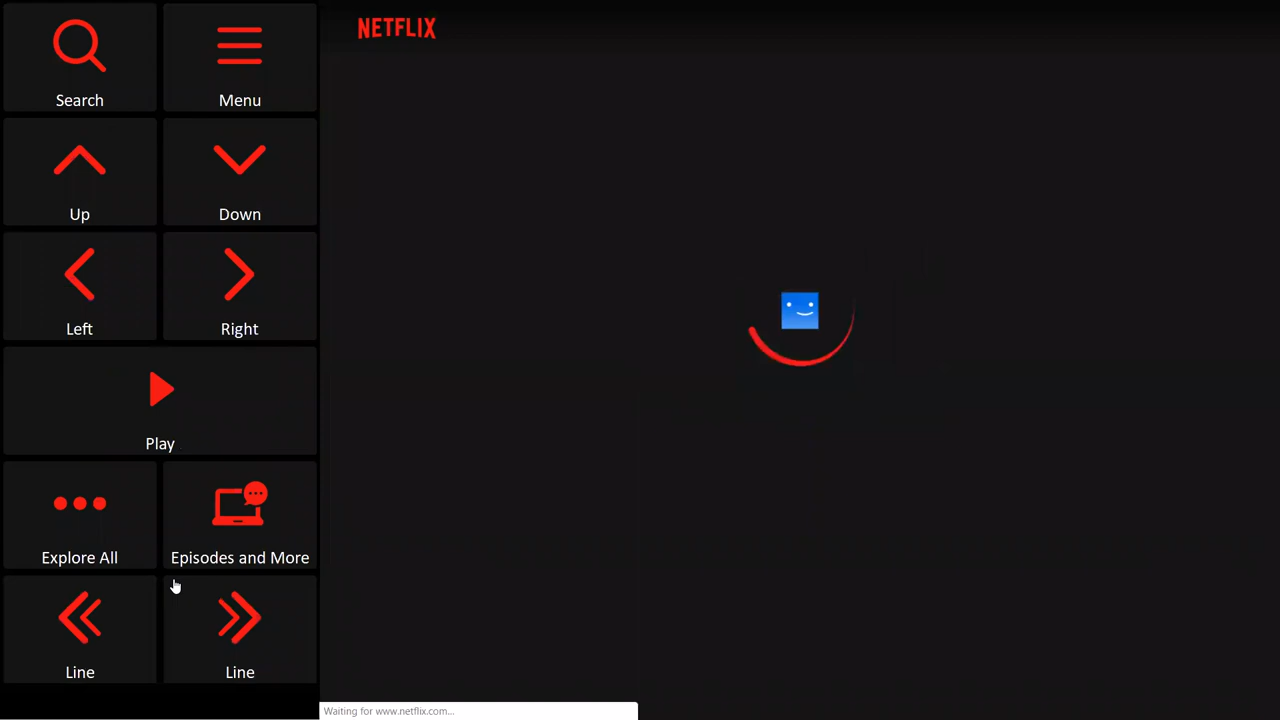 NETFLIX
Search
Menu
Up
Down
Left
Right
Play
Explore All
Episodes and More
Line
Line
Waiting for www.netflix.com...